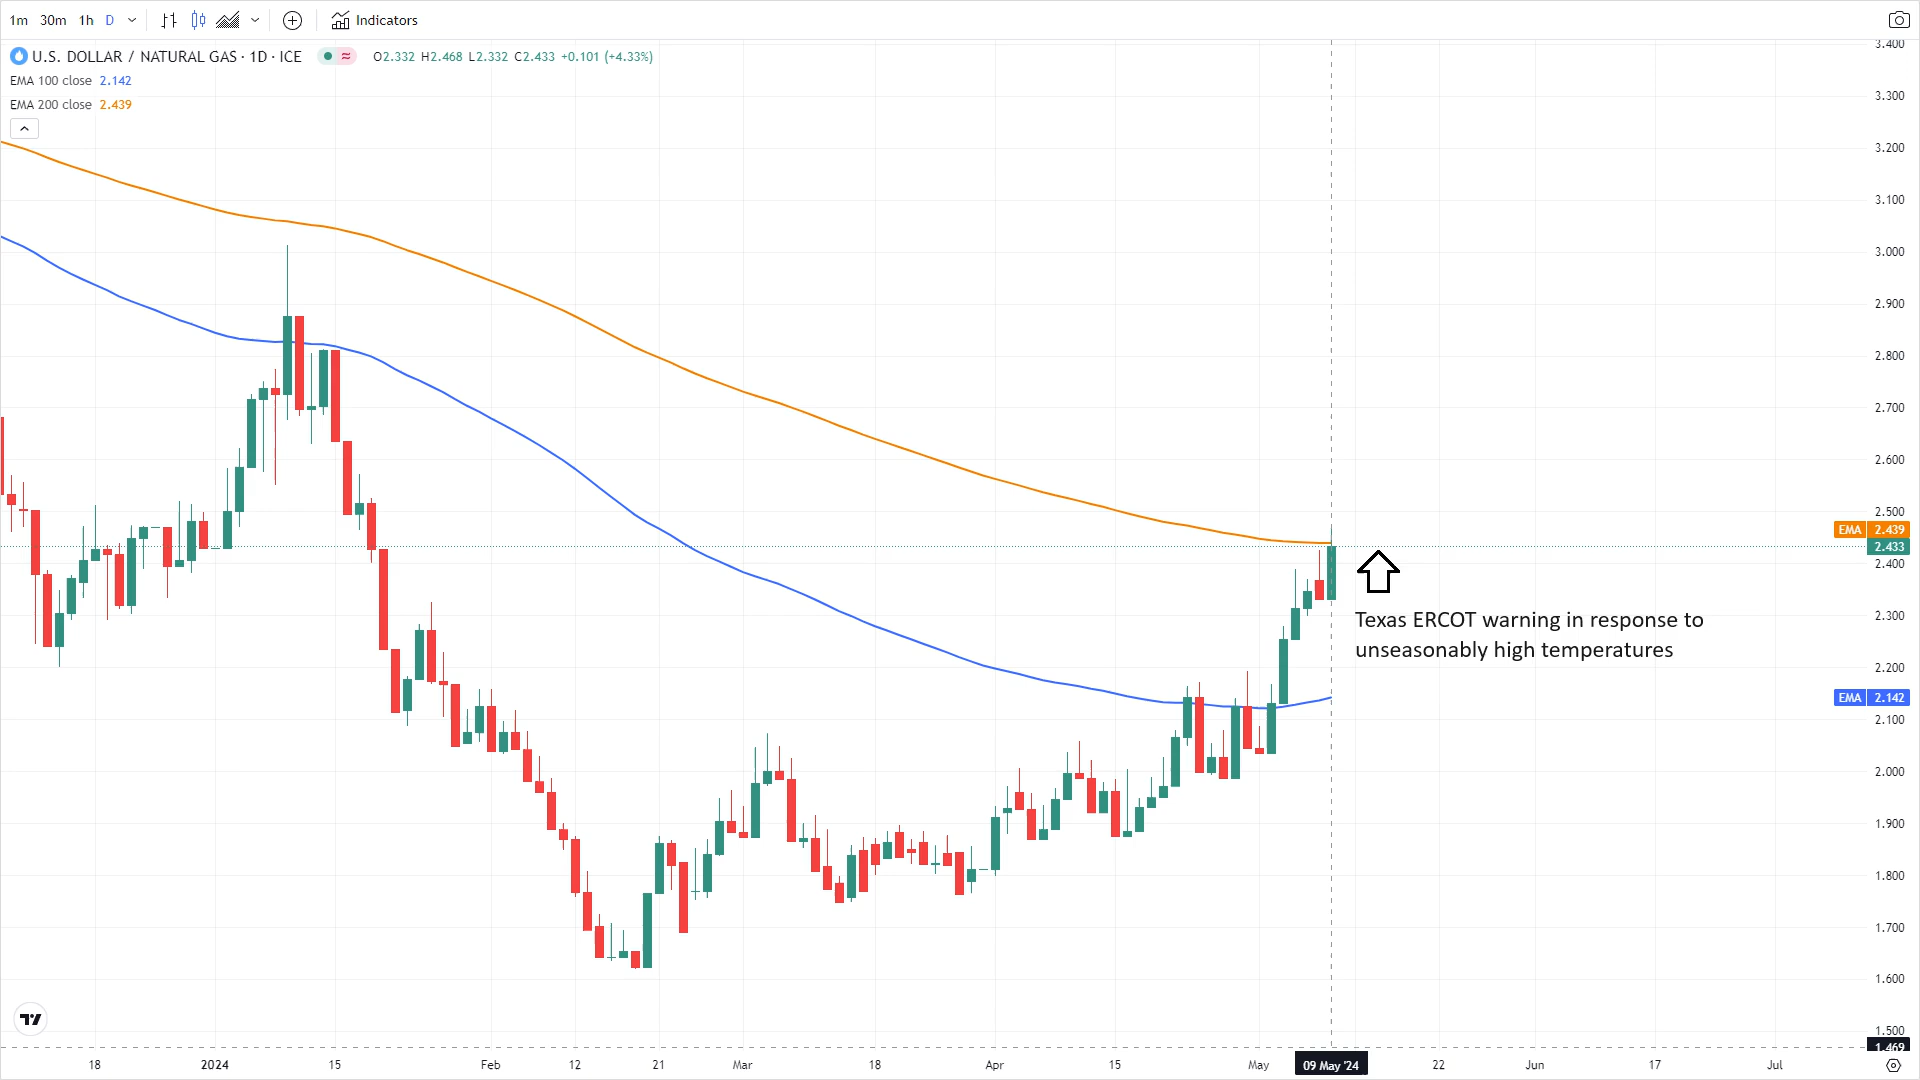 1m 30m 1h D Indicators
U.S. DOLLAR / NATURAL GAS · 1D · ICE O2.332 H2.468 L2.332 C2.433 +0.101 (+4.33%)
EMA 100 close 2.142
EMA 200 close 2.439
3.400
3.300
3.200
3.100
3.000
2.900
2.800
2.700
2.600
2.500
EMA 2.439
2.433
2.400
2.300
Texas ERCOT warning in response to
unseasonably high temperatures
2.200
EMA 2.142
2.100
2.000
1.900
1.800
1.700
1.600
1.500
1.469
18 2024 15 Feb 12 21 Mar 18 Apr 15 May 09 May '24 22 Jun 17 Jul